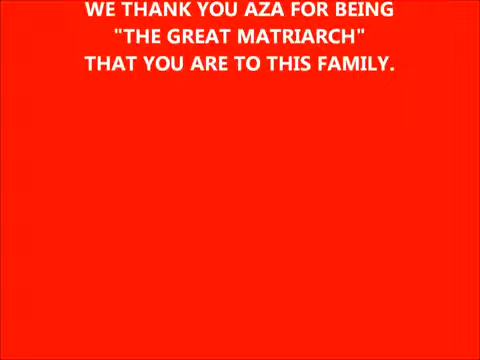 WE THANK YOU AZA FOR BEING
"THE GREAT MATRIARCH"
THAT YOU ARE TO THIS FAMILY.